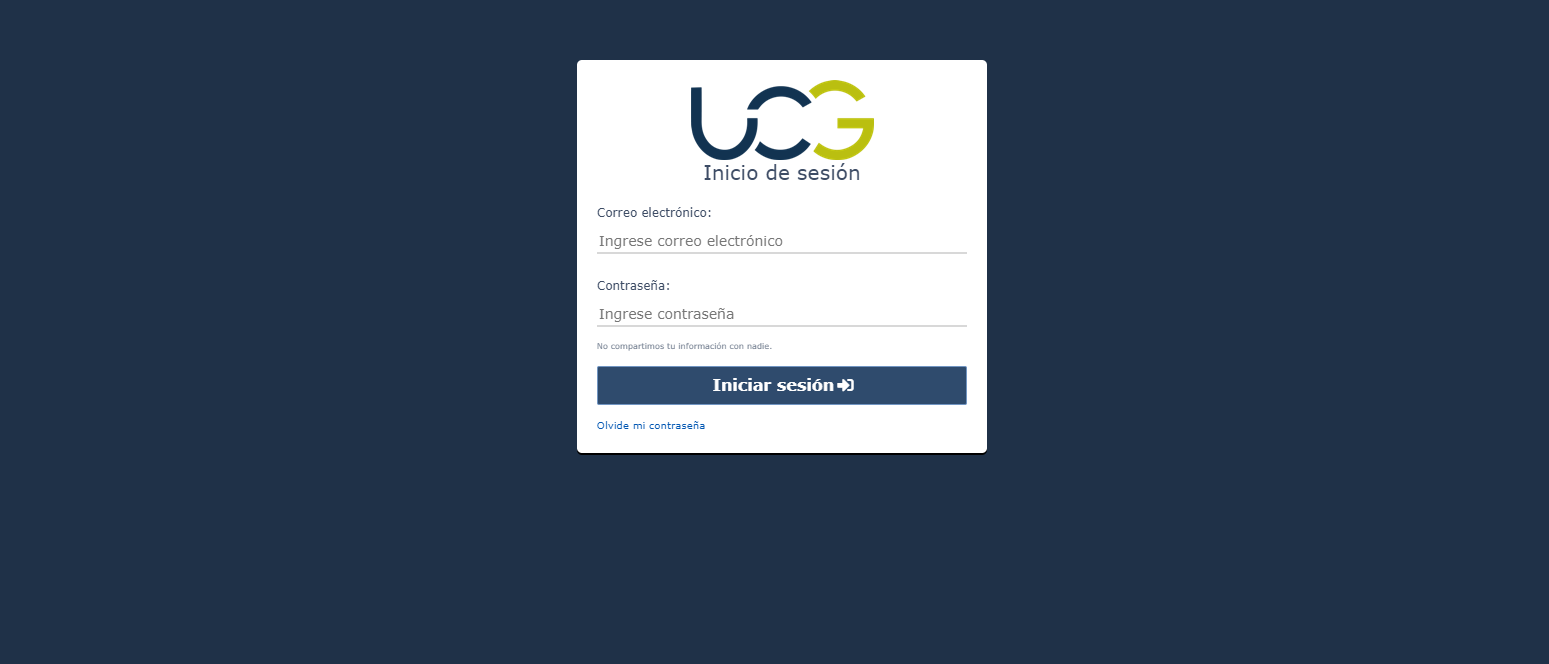 UCG
Inicio de sesión
Correo electrónico:
Ingrese correo electrónico
Contraseña:
Ingrese contraseña
No compartimos tu información con nadie.
Iniciar sesión
Olvide mi contraseña